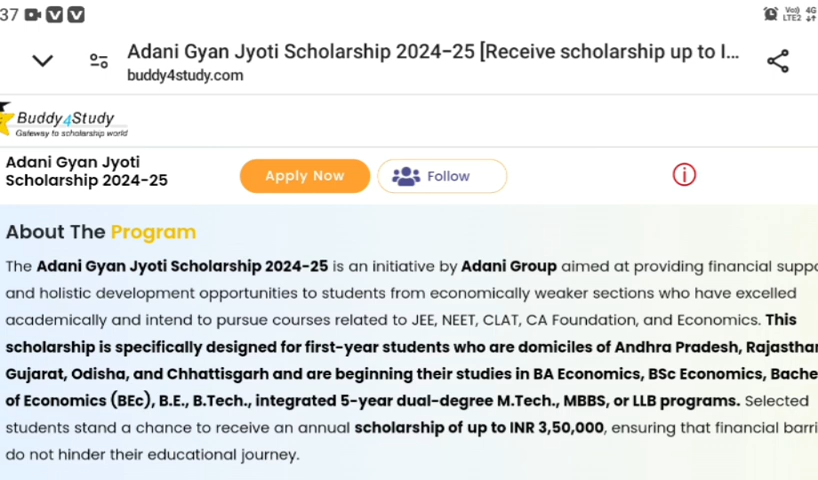 37
Vo))
LTE2
4G
Adani Gyan Jyoti Scholarship 2024-25 [Receive scholarship up to I...
buddy4study.com
Buddy4Study
Gateway to scholarship world
Adani Gyan Jyoti
Scholarship 2024-25
Apply Now
Follow
About The Program
The Adani Gyan Jyoti Scholarship 2024-25 is an initiative by Adani Group aimed at providing financial suppo
and holistic development opportunities to students from economically weaker sections who have excelled
academically and intend to pursue courses related to JEE, NEET, CLAT, CA Foundation, and Economics. This
scholarship is specifically designed for first-year students who are domiciles of Andhra Pradesh, Rajasthan
Gujarat, Odisha, and Chhattisgarh and are beginning their studies in BA Economics, BSc Economics, Bache
of Economics (BEc), B.E., B.Tech., integrated 5-year dual-degree M.Tech., MBBS, or LLB programs. Selected
students stand a chance to receive an annual scholarship of up to INR 3,50,000, ensuring that financial barri
do not hinder their educational journey.